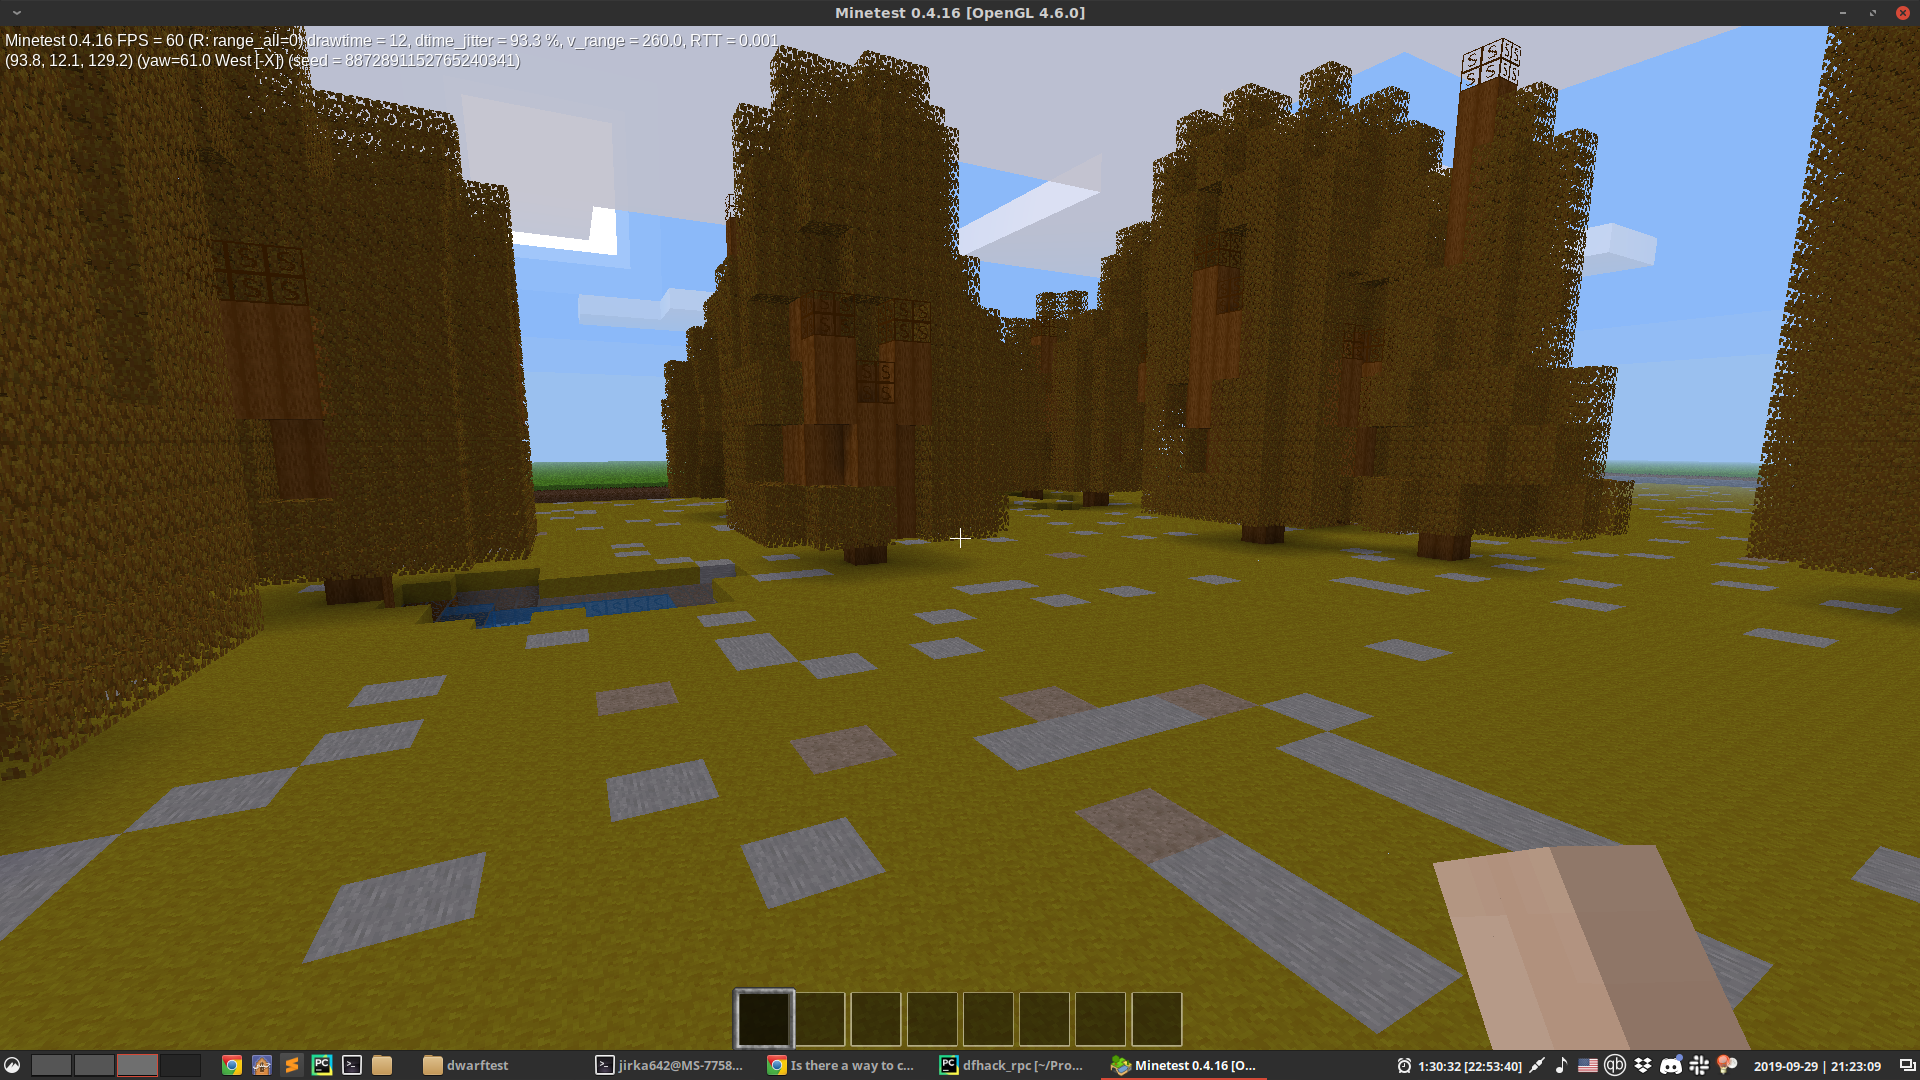 Minetest 0.4.16 [OpenGL 4.6.0]
Minetest 0.4.16 FPS = 60 (R: range_all=0) drawtime = 12, dtime_jitter = 93.3 %, v_range = 260.0, RTT = 0.001
(93.8, 12.1, 129.2) (yaw=61.0 West [-X]) (seed = 8872891152765240341)
S S
S S
S S
S S
S S S S
dwarftest
jirka642@MS-7758...
Is there a way to c...
dfhack_rpc [~/Pro...
Minetest 0.4.16 [O...
1:30:32 [22:53:40]
qb
2019-09-29 | 21:23:09